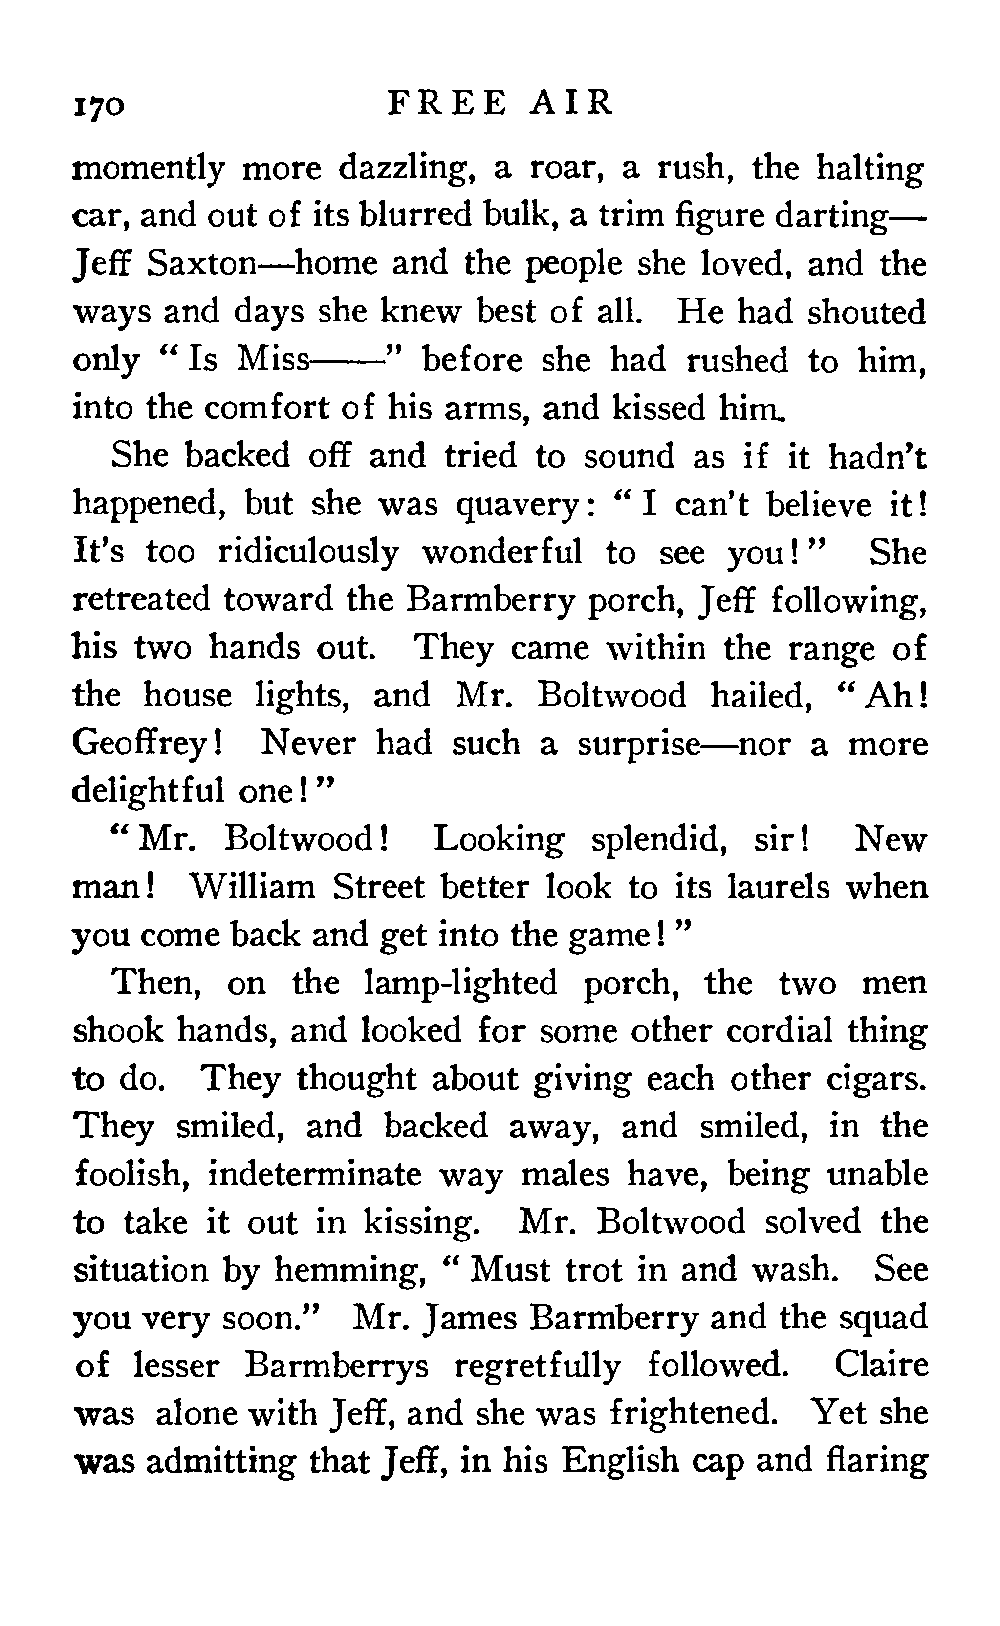 170 FREE AIR
momently more dazzling, a roar, a rush, the halting
car, and out of its blurred bulk, a trim figure darting—
Jeff Saxton—home and the people she loved, and the
ways and days she knew best of all. He had shouted
only “ Is Miss——” before she had rushed to him,
into the comfort of his arms, and kissed him.
She backed off and tried to sound as if it hadn’t
happened, but she was quavery: “ I can’t believe it!
It’s too ridiculously wonderful to see you! ” She
retreated toward the Barmberry porch, Jeff following,
his two hands out. They came within the range of
the house lights, and Mr. Boltwood hailed, “ Ah!
Geoffrey! Never had such a surprise—nor a more
delightful one! ”
“ Mr. Boltwood! Looking splendid, sir! New
man! William Street better look to its laurels when
you come back and get into the game! ”
Then, on the lamp-lighted porch, the two men
shook hands, and looked for some other cordial thing
to do. They thought about giving each other cigars.
They smiled, and backed away, and smiled, in the
foolish, indeterminate way males have, being unable
to take it out in kissing. Mr. Boltwood solved the
situation by hemming, “ Must trot in and wash. See
you very soon.” Mr. James Barmberry and the squad
of lesser Barmberrys regretfully followed. Claire
was alone with Jeff, and she was frightened. Yet she
was admitting that Jeff, in his English cap and flaring